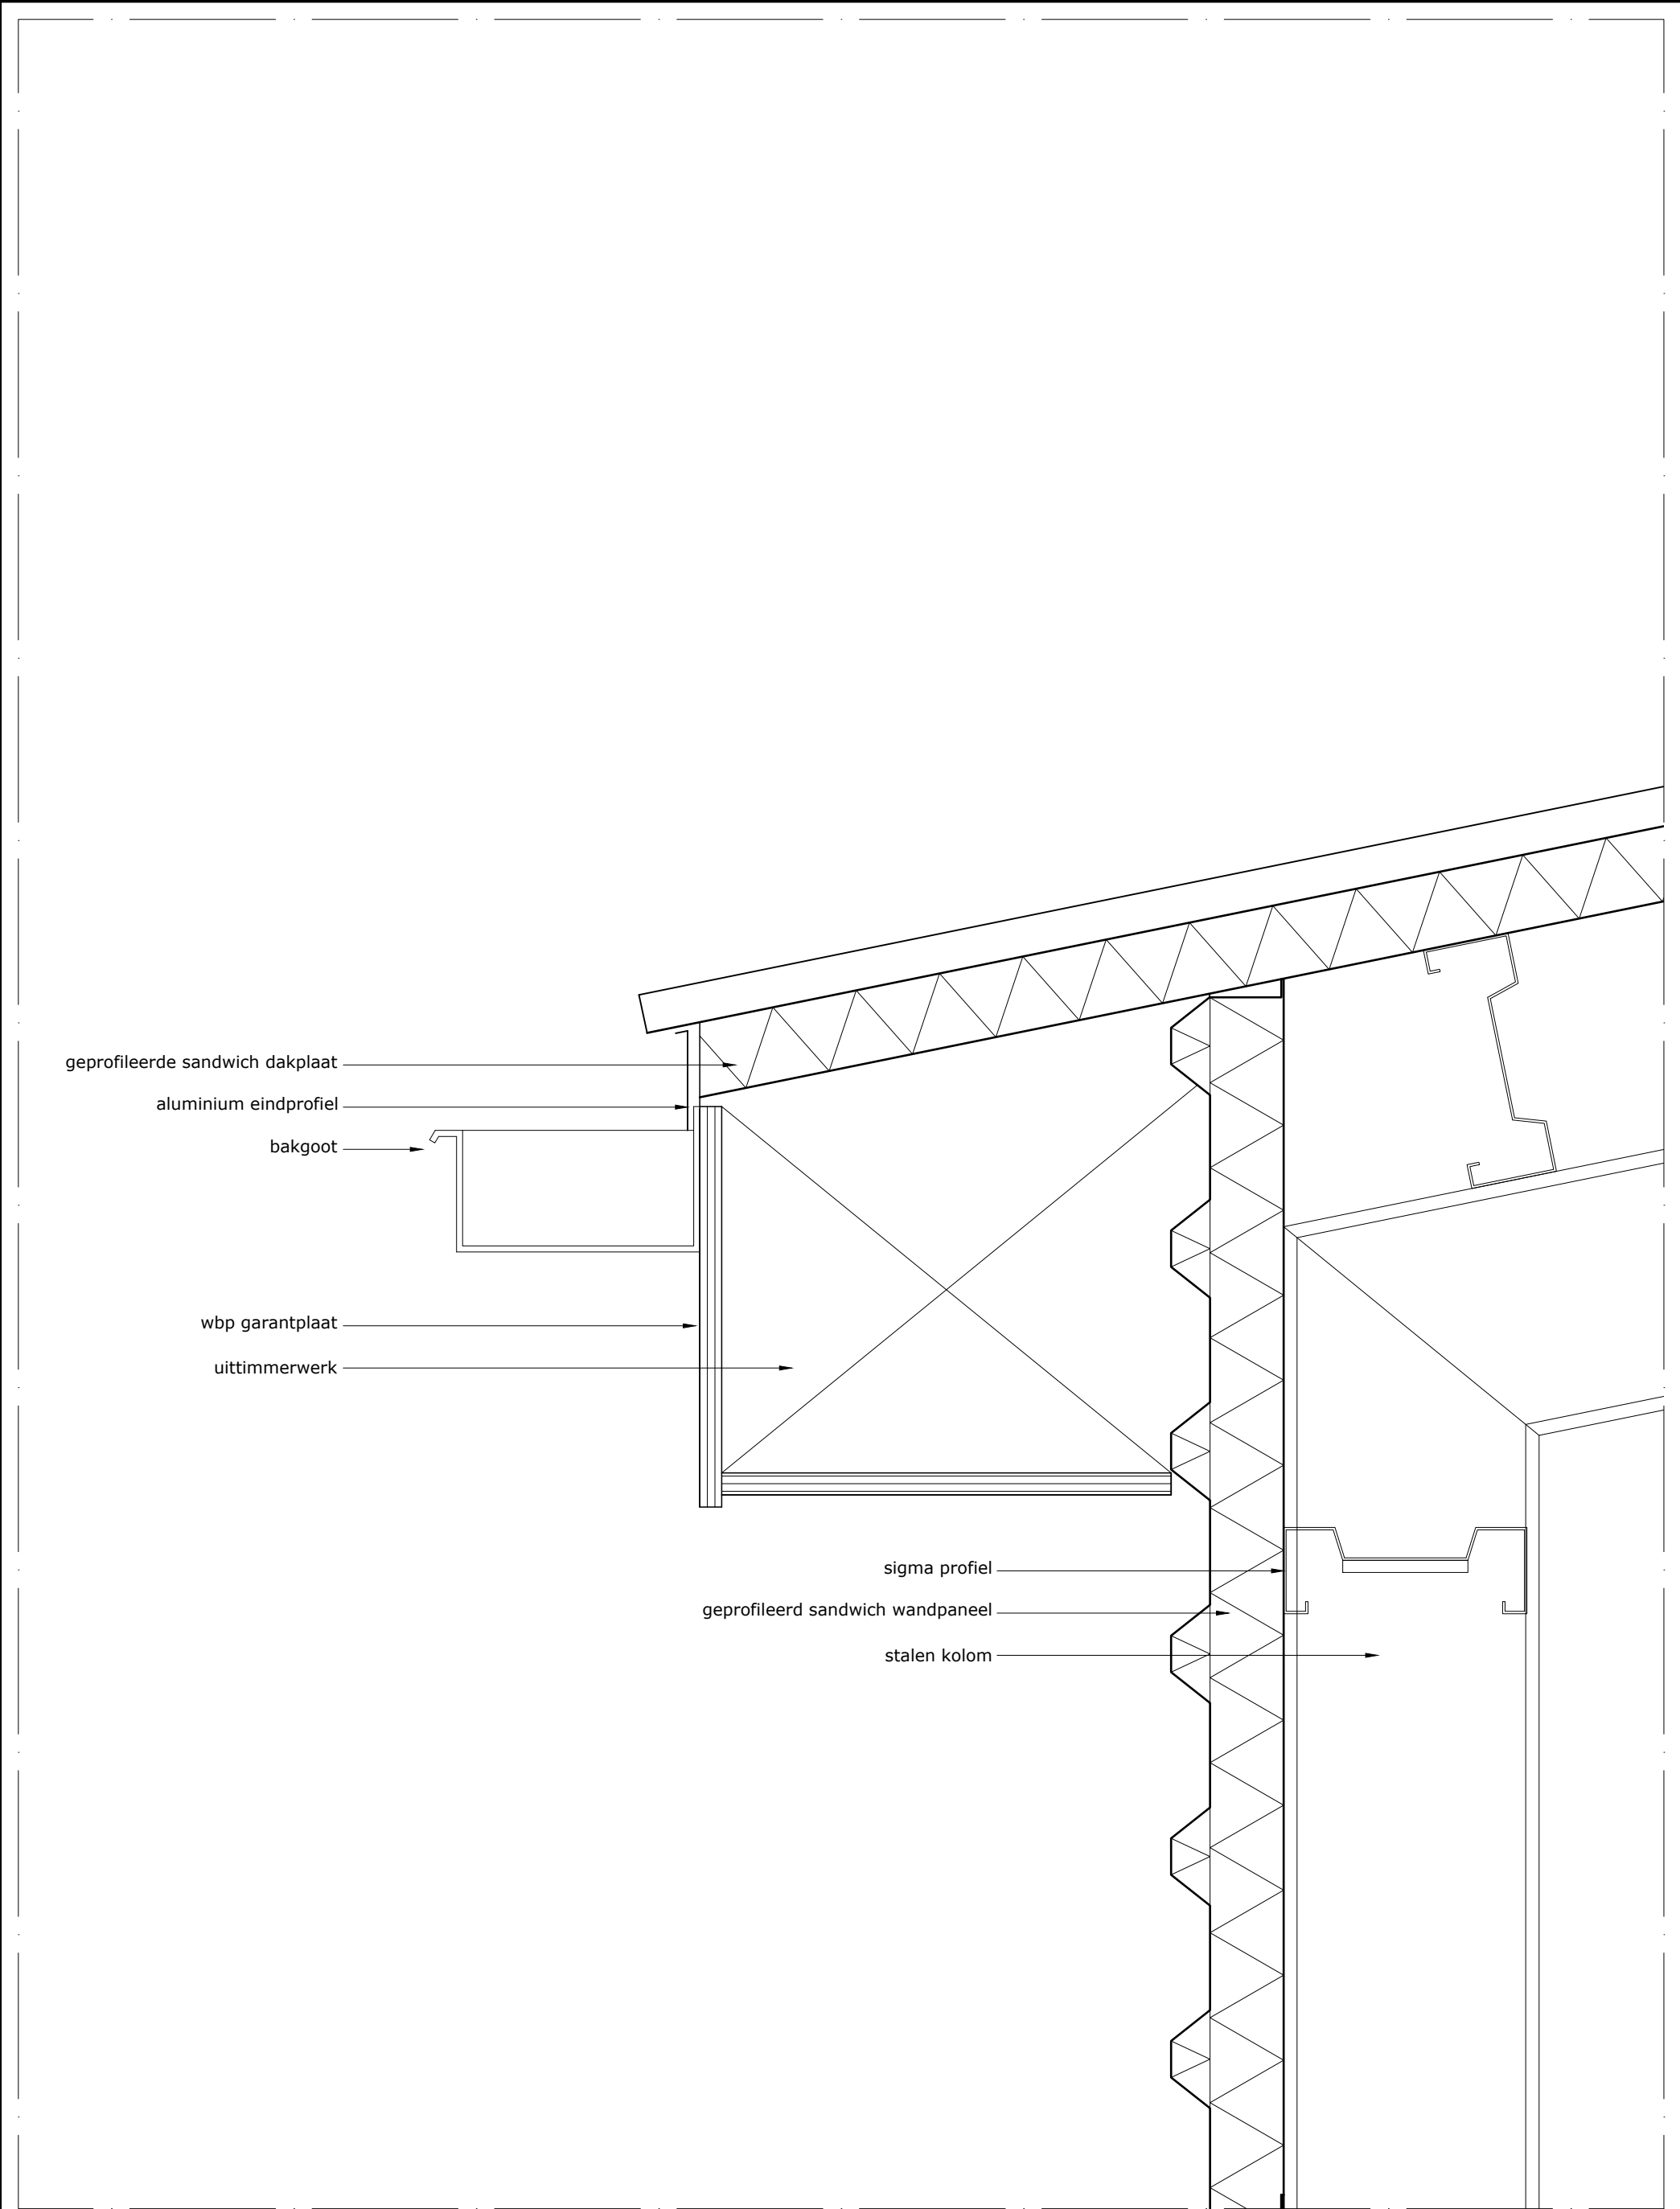 geprofileerde sandwich dakplaat
aluminium eindprofiel
bakgoot
wbp garantplaat
uittimmerwerk
sigma profiel
geprofileerd sandwich wandpaneel
stalen kolom